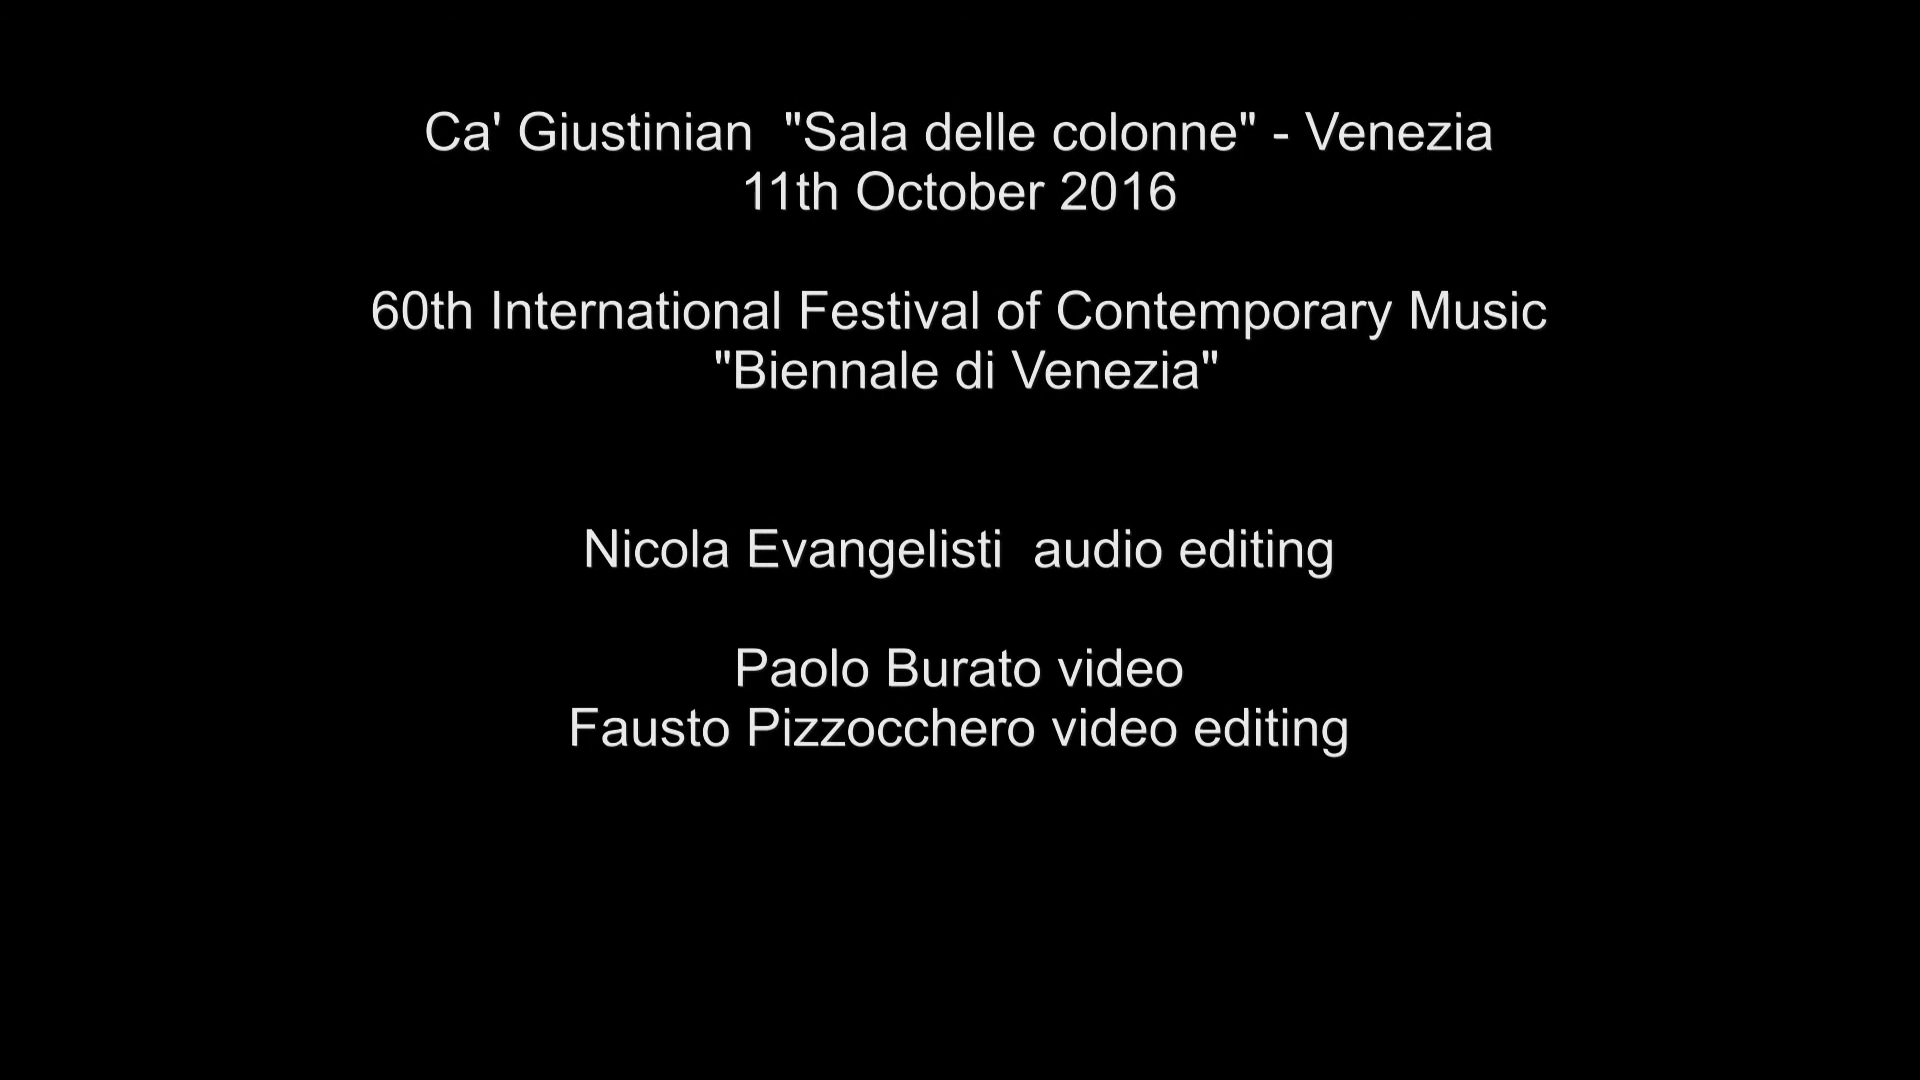 Ca' Giustinian  "Sala delle colonne" - Venezia
11th October 2016
60th International Festival of Contemporary Music
"Biennale di Venezia"
Nicola Evangelisti  audio editing
Paolo Burato video
Fausto Pizzocchero video editing